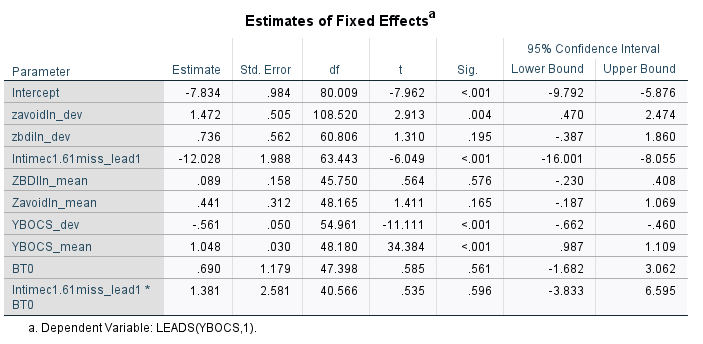 Estimates of Fixed Effectsa
95% Confidence Interval
Parameter Estimate Std. Error df t Sig. Lower Bound Upper Bound
Intercept -7.834 .984 80.009 -7.962 <.001 -9.792 -5.876
zavoidln_dev 1.472 .505 108.520 2.913 .004 .470 2.474
zbdiln_dev .736 .562 60.806 1.310 .195 -.387 1.860
Intimec1.61miss_lead1 -12.028 1.988 63.443 -6.049 <.001 -16.001 -8.055
ZBDIln_mean .089 .158 45.750 .564 .576 -.230 .408
Zavoidln_mean .441 .312 48.165 1.411 .165 -.187 1.069
YBOCS_dev -.561 .050 54.961 -11.111 <.001 -.662 -.460
YBOCS_mean 1.048 .030 48.180 34.384 <.001 .987 1.109
BT0 .690 1.179 47.398 .585 .561 -1.682 3.062
Intimec1.61miss_lead1 * 1.381 2.581 40.566 .535 .596 -3.833 6.595
BT0
a. Dependent Variable: LEADS(YBOCS,1).